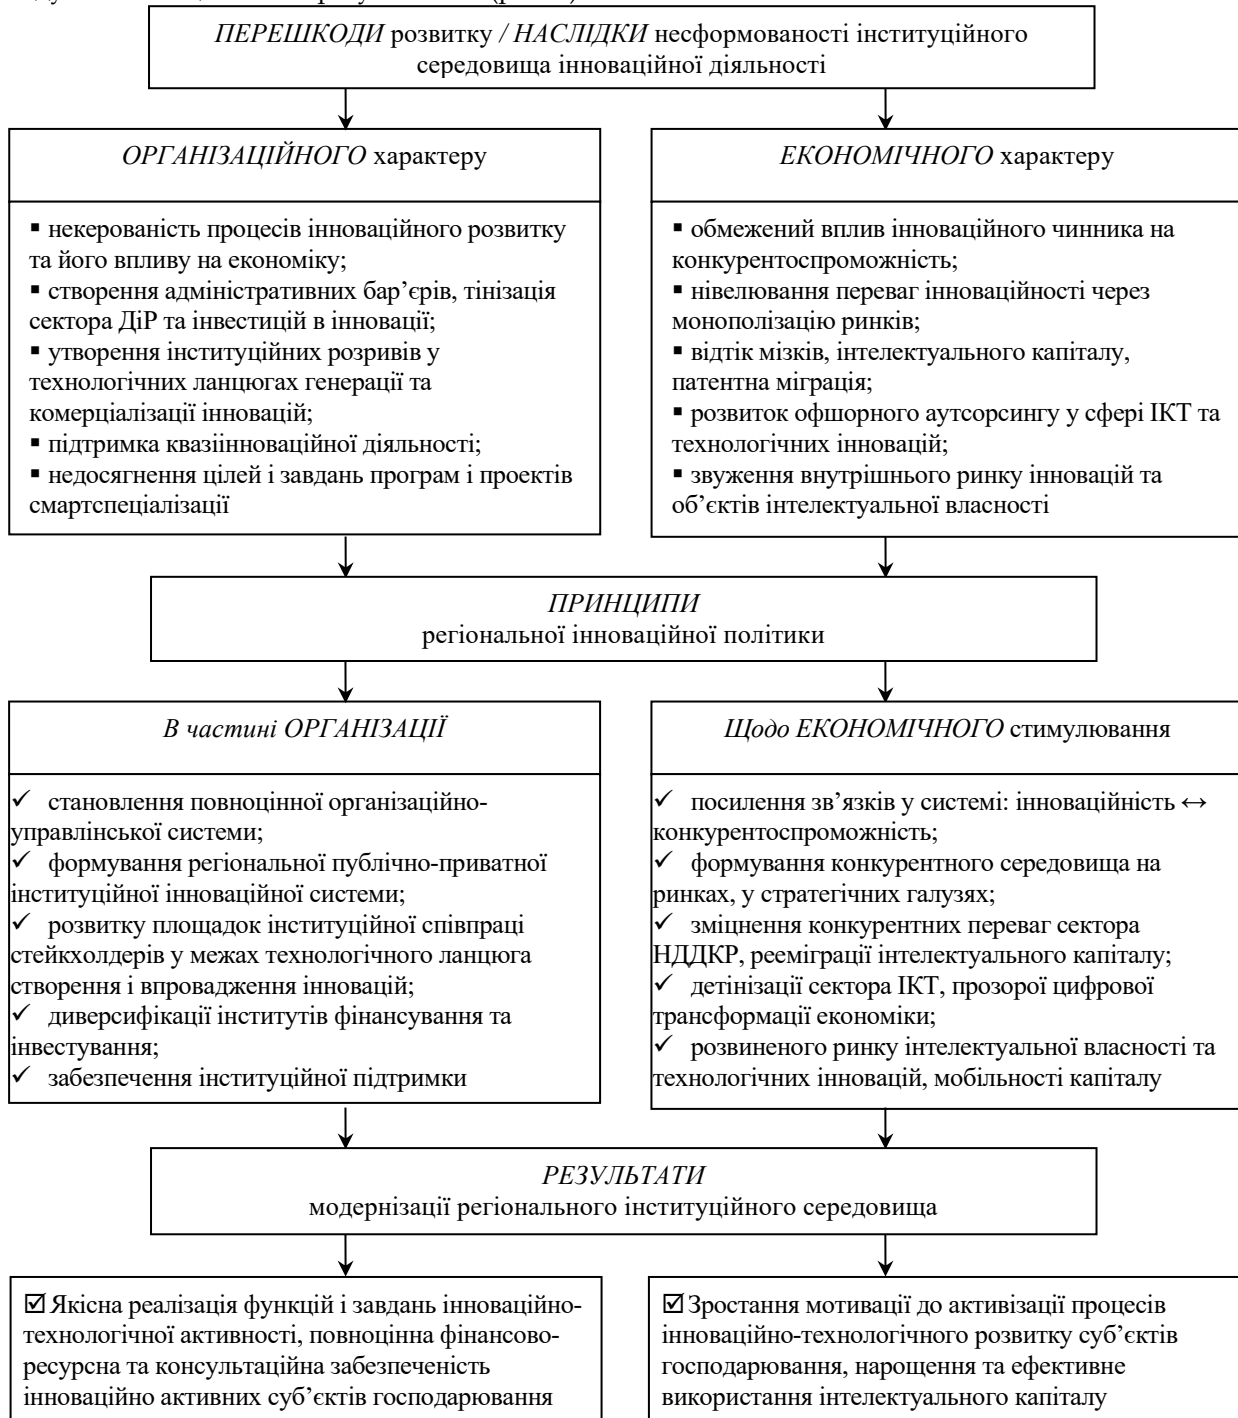 ПЕРЕШКОДИ розвитку / НАСЛІДКИ несформованості інституційного
середовища інноваційної діяльності
ОРГАНІЗАЦІЙНОГО характеру
▪ некерованість процесів інноваційного розвитку
та його впливу на економіку;
▪ створення адміністративних бар’єрів, тінізація
сектора ДіР та інвестицій в інновації;
▪ утворення інституційних розривів у
технологічних ланцюгах генерації та
комерціалізації інновацій;
▪ підтримка квазіінноваційної діяльності;
▪ недосягнення цілей і завдань програм і проектів
смартспеціалізації
ЕКОНОМІЧНОГО характеру
▪ обмежений вплив інноваційного чинника на
конкурентоспроможність;
▪ нівелювання переваг інноваційності через
монополізацію ринків;
▪ відтік мізків, інтелектуального капіталу,
патентна міграція;
▪ розвиток офшорного аутсорсингу у сфері ІКТ та
технологічних інновацій;
▪ звуження внутрішнього ринку інновацій та
об’єктів інтелектуальної власності
ПРИНЦИПИ
регіональної інноваційної політики
В частині ОРГАНІЗАЦІЇ
✓ становлення повноцінної організаційно-
управлінської системи;
✓ формування регіональної публічно-приватної
інституційної інноваційної системи;
✓ розвитку площадок інституційної співпраці
стейкхолдерів у межах технологічного ланцюга
створення і впровадження інновацій;
✓ диверсифікації інститутів фінансування та
інвестування;
✓ забезпечення інституційної підтримки
Щодо ЕКОНОМІЧНОГО стимулювання
✓ посилення зв’язків у системі: інноваційність ↔
конкурентоспроможність;
✓ формування конкурентного середовища на
ринках, у стратегічних галузях;
✓ зміцнення конкурентних переваг сектора
НДДКР, рееміграції інтелектуального капіталу;
✓ детінізації сектора ІКТ, прозорої цифрової
трансформації економіки;
✓ розвиненого ринку інтелектуальної власності та
технологічних інновацій, мобільності капіталу
РЕЗУЛЬТАТИ
модернізації регіонального інституційного середовища
☑ Якісна реалізація функцій і завдань інноваційно-
технологічної активності, повноцінна фінансово-
ресурсна та консультаційна забезпеченість
інноваційно активних суб’єктів господарювання
☑ Зростання мотивації до активізації процесів
інноваційно-технологічного розвитку суб’єктів
господарювання, нарощення та ефективне
використання інтелектуального капіталу